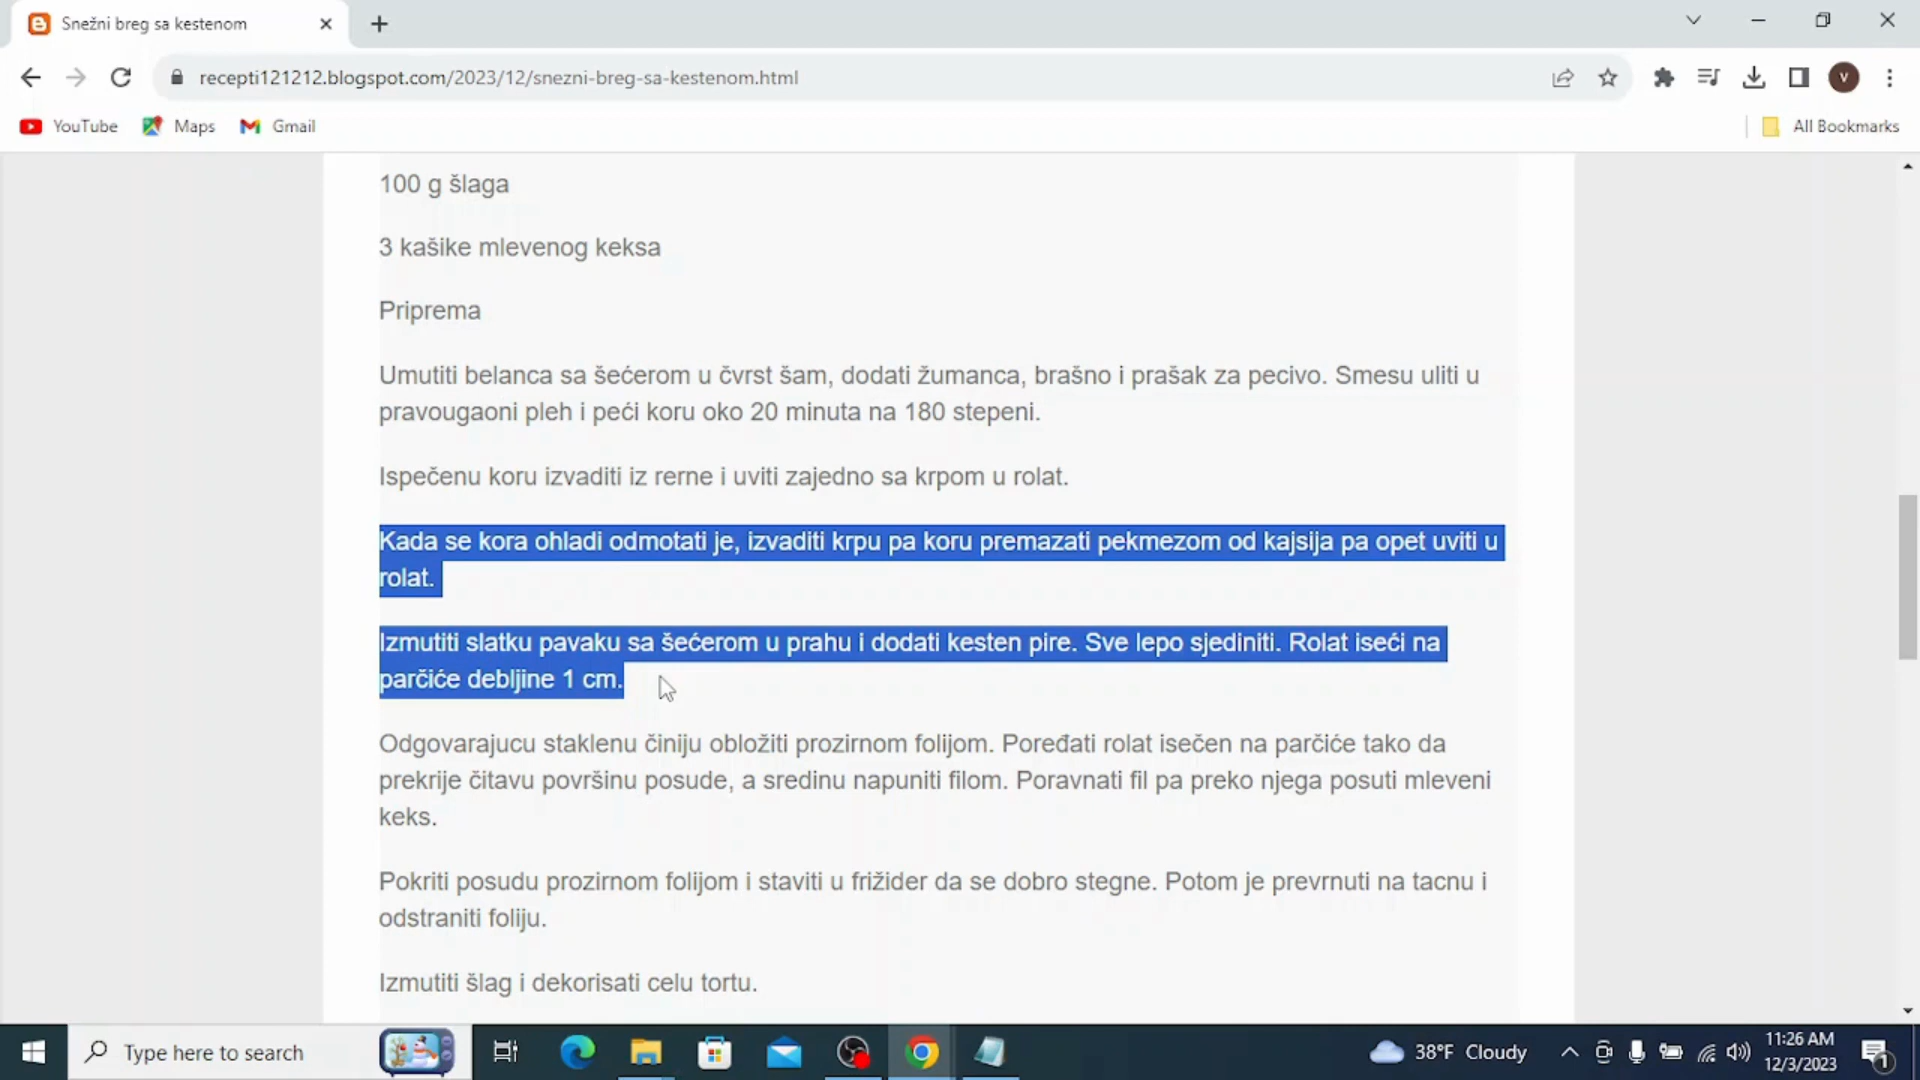 Snežni breg sa kestenom
recepti121212.blogspot.com/2023/12/snezni-breg-sa-kestenom.html
V
YouTube
Maps
Gmail
All Bookmarks
100 g šlaga
3 kašike mlevenog keksa
Priprema
Umutiti belanca sa šećerom u čvrst šam, dodati žumanca, brašno i prašak za pecivo. Smesu uliti u
pravougaoni pleh i peći koru oko 20 minuta na 180 stepeni.
Ispečenu koru izvaditi iz rerne i uviti zajedno sa krpom u rolat.
Kada se kora ohladi odmotati je, izvaditi krpu pa koru premazati pekmezom od kajsija pa opet uviti u
rolat.
Izmutiti slatku pavaku sa šećerom u prahu i dodati kesten pire. Sve lepo sjediniti. Rolat iseći na
parčiće debljine 1 cm.
Odgovarajucu staklenu činiju obložiti prozirnom folijom. Poređati rolat isečen na parčiće tako da
prekrije čitavu površinu posude, a sredinu napuniti filom. Poravnati fil pa preko njega posuti mleveni
keks.
Pokriti posudu prozirnom folijom i staviti u frižider da se dobro stegne. Potom je prevrnuti na tacnu i
odstraniti foliju.
Izmutiti šlag i dekorisati celu tortu.
Type here to search
38°F Cloudy
11:26 AM
12/3/2023
1